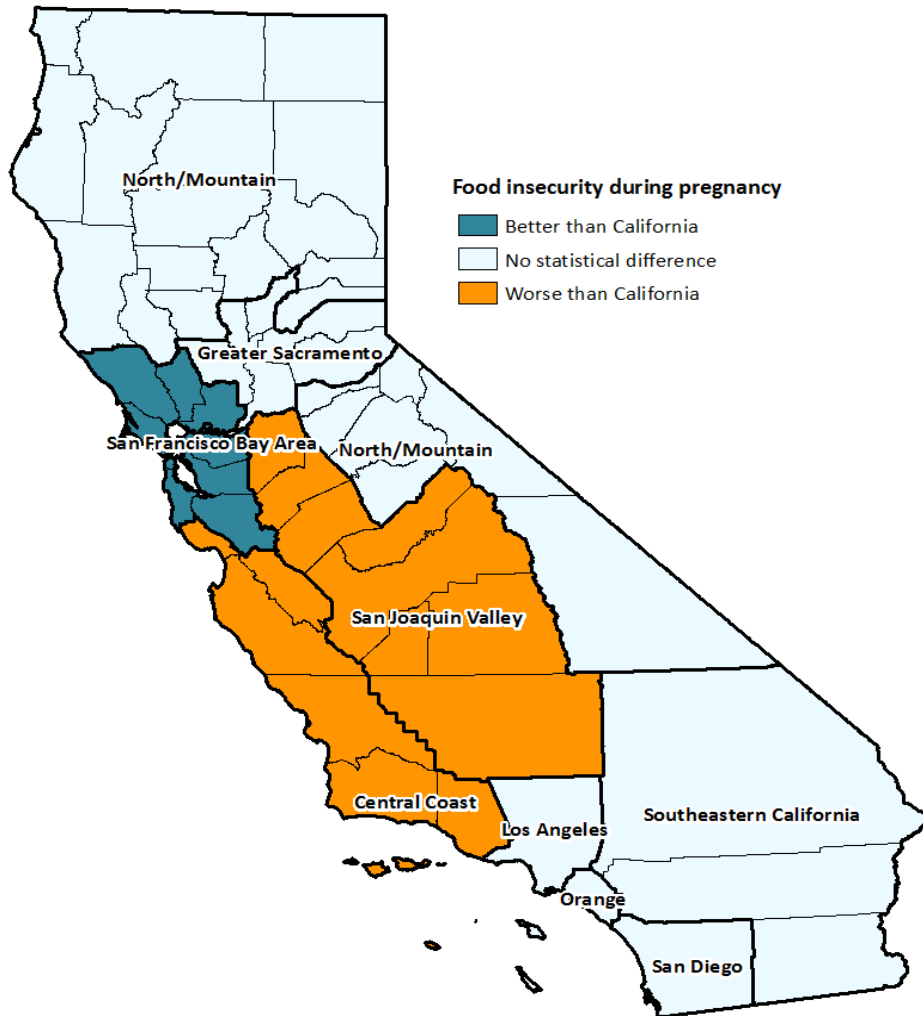 North/Mountain
Food insecurity during pregnancy
Better than California
No statistical difference
Worse than California
Greater Sacramento
San Francisco Bay Area
North/Mountain
San Joaquin Valley
Central Coast
Los Angeles
Southeastern California
Orange
San Diego